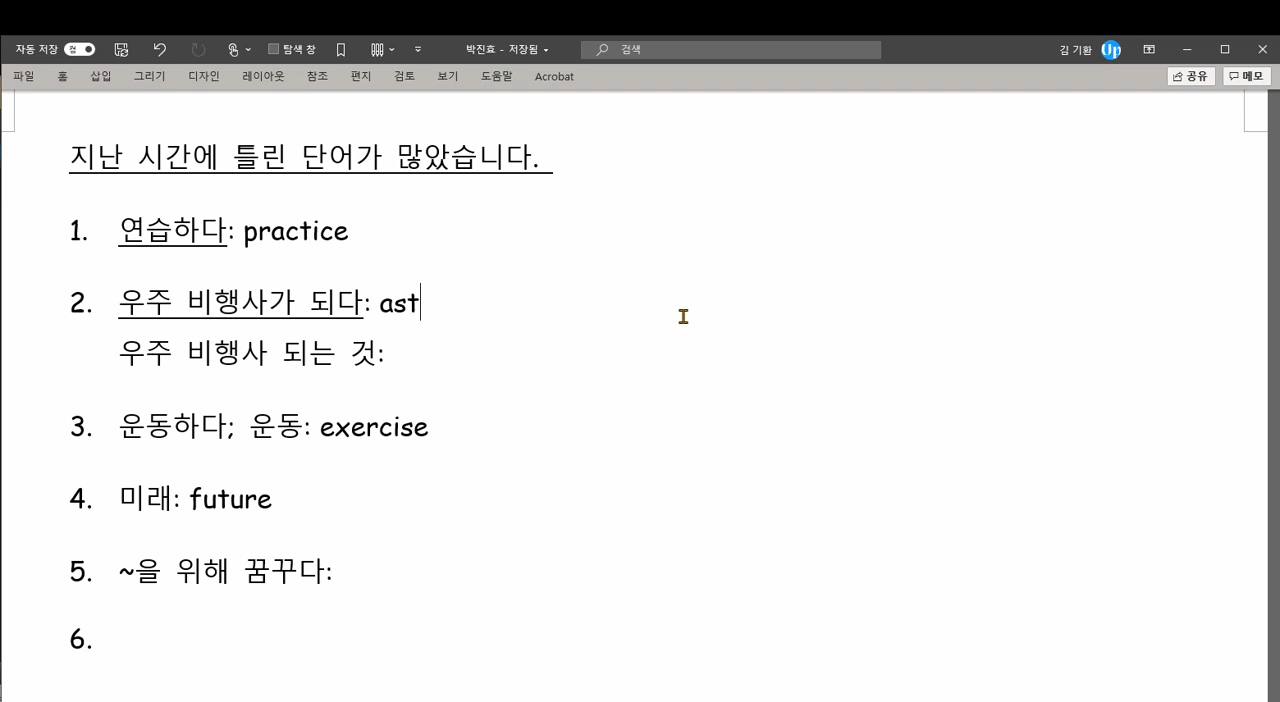 자동 저장 켬 탐색 창 박진효 - 저장됨 검색 김 기환 Up
파일 홈 삽입 그리기 디자인 레이아웃 참조 편지 검토 보기 도움말 Acrobat 공유 메모
지난 시간에 틀린 단어가 많았습니다.
1. 연습하다: practice
2. 우주 비행사가 되다: ast
우주 비행사 되는 것:
3. 운동하다; 운동: exercise
4. 미래: future
5. ~을 위해 꿈꾸다:
6.